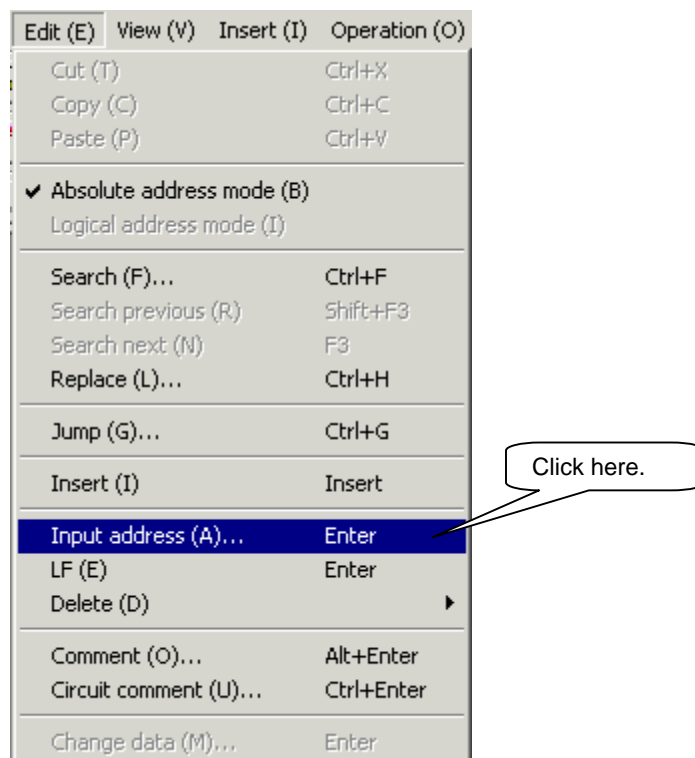 Edit (E) View (V) Insert (I) Operation (O)
Cut (T) Ctrl+X
Copy (C) Ctrl+C
Paste (P) Ctrl+V
✔ Absolute address mode (B)
Logical address mode (I)
Search (F)... Ctrl+F
Search previous (R) Shift+F3
Search next (N) F3
Replace (L)... Ctrl+H
Jump (G)... Ctrl+G
Insert (I) Insert
Click here.
Input address (A)... Enter
LF (E) Enter
Delete (D)
Comment (O)... Alt+Enter
Circuit comment (U)... Ctrl+Enter
Change data (M)... Enter